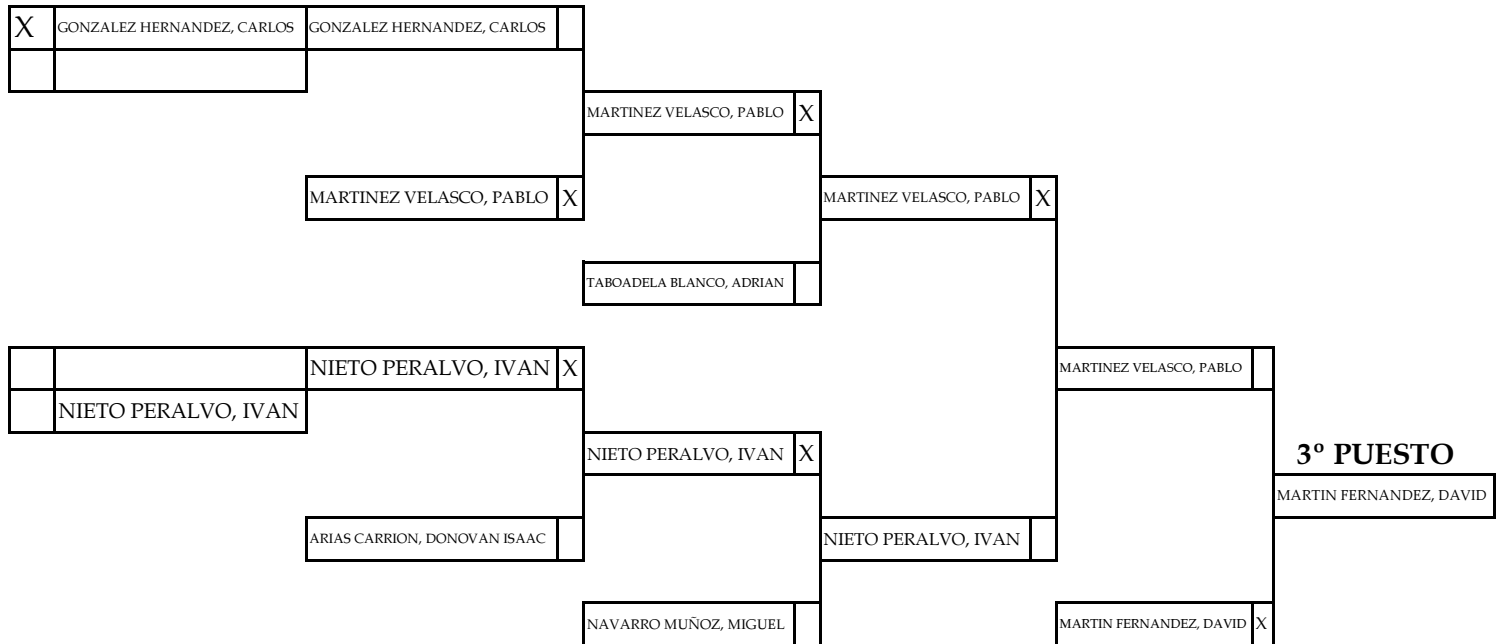 X GONZALEZ HERNANDEZ, CARLOS GONZALEZ HERNANDEZ, CARLOS
MARTINEZ VELASCO, PABLO X
MARTINEZ VELASCO, PABLO X
MARTINEZ VELASCO, PABLO X
TABOADELA BLANCO, ADRIAN
NIETO PERALVO, IVAN X
MARTINEZ VELASCO, PABLO
NIETO PERALVO, IVAN
NIETO PERALVO, IVAN X
3º PUESTO
MARTIN FERNANDEZ, DAVID
ARIAS CARRION, DONOVAN ISAAC
NIETO PERALVO, IVAN
NAVARRO MUÑOZ, MIGUEL
MARTIN FERNANDEZ, DAVID X